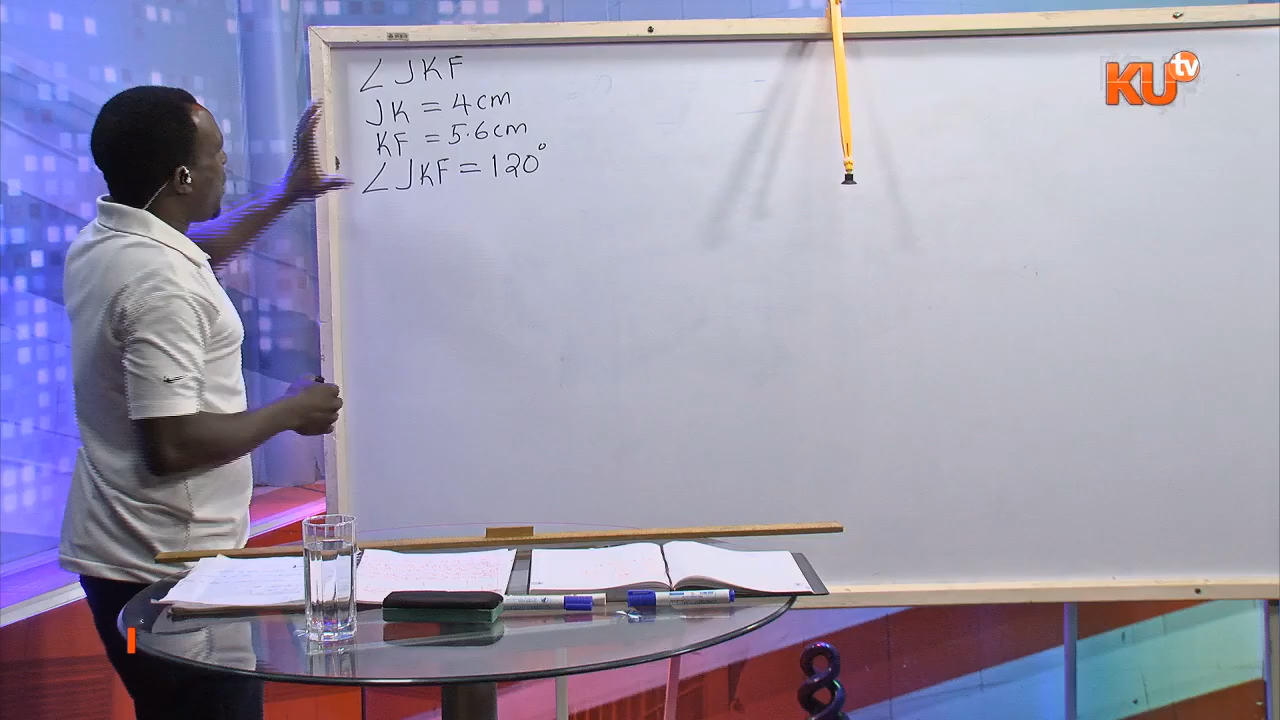 ∠JKF
JK = 4cm
KF = 5.6cm
∠JKF = 120°
KU tv